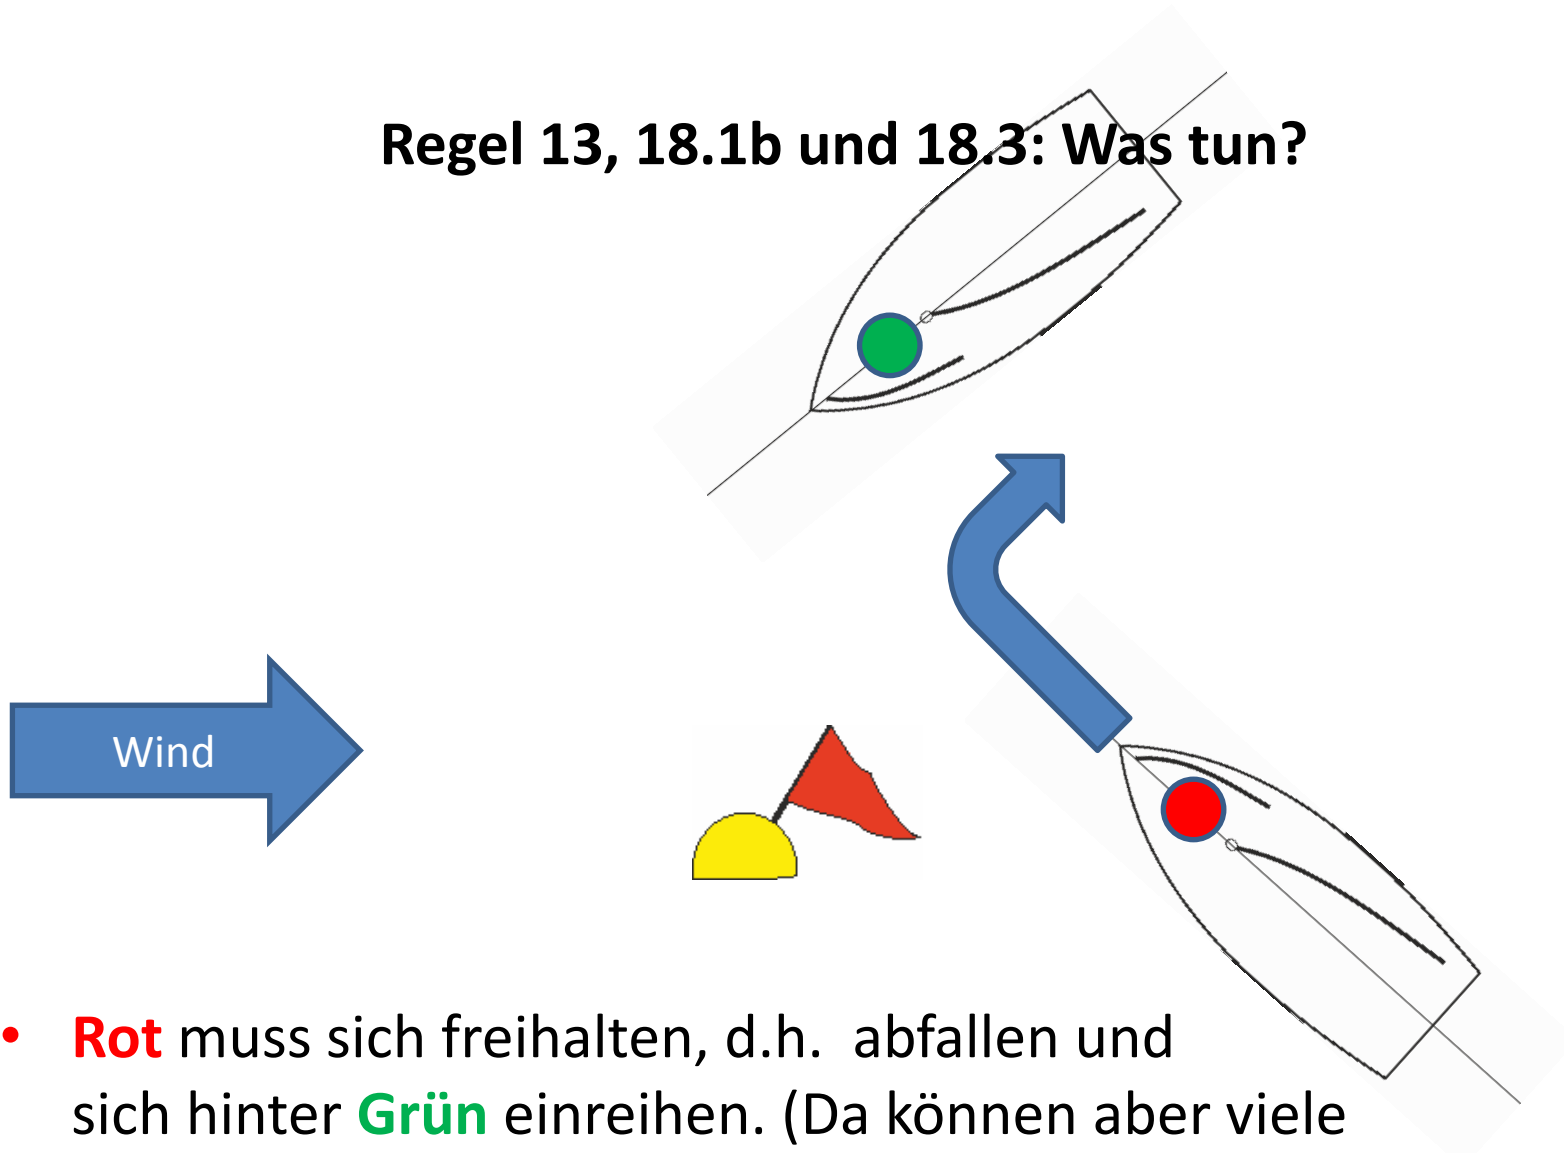 Regel 13, 18.1b und 18.3: Was tun?
Wind
• Rot muss sich freihalten, d.h. abfallen und
sich hinter Grün einreihen. (Da können aber viele